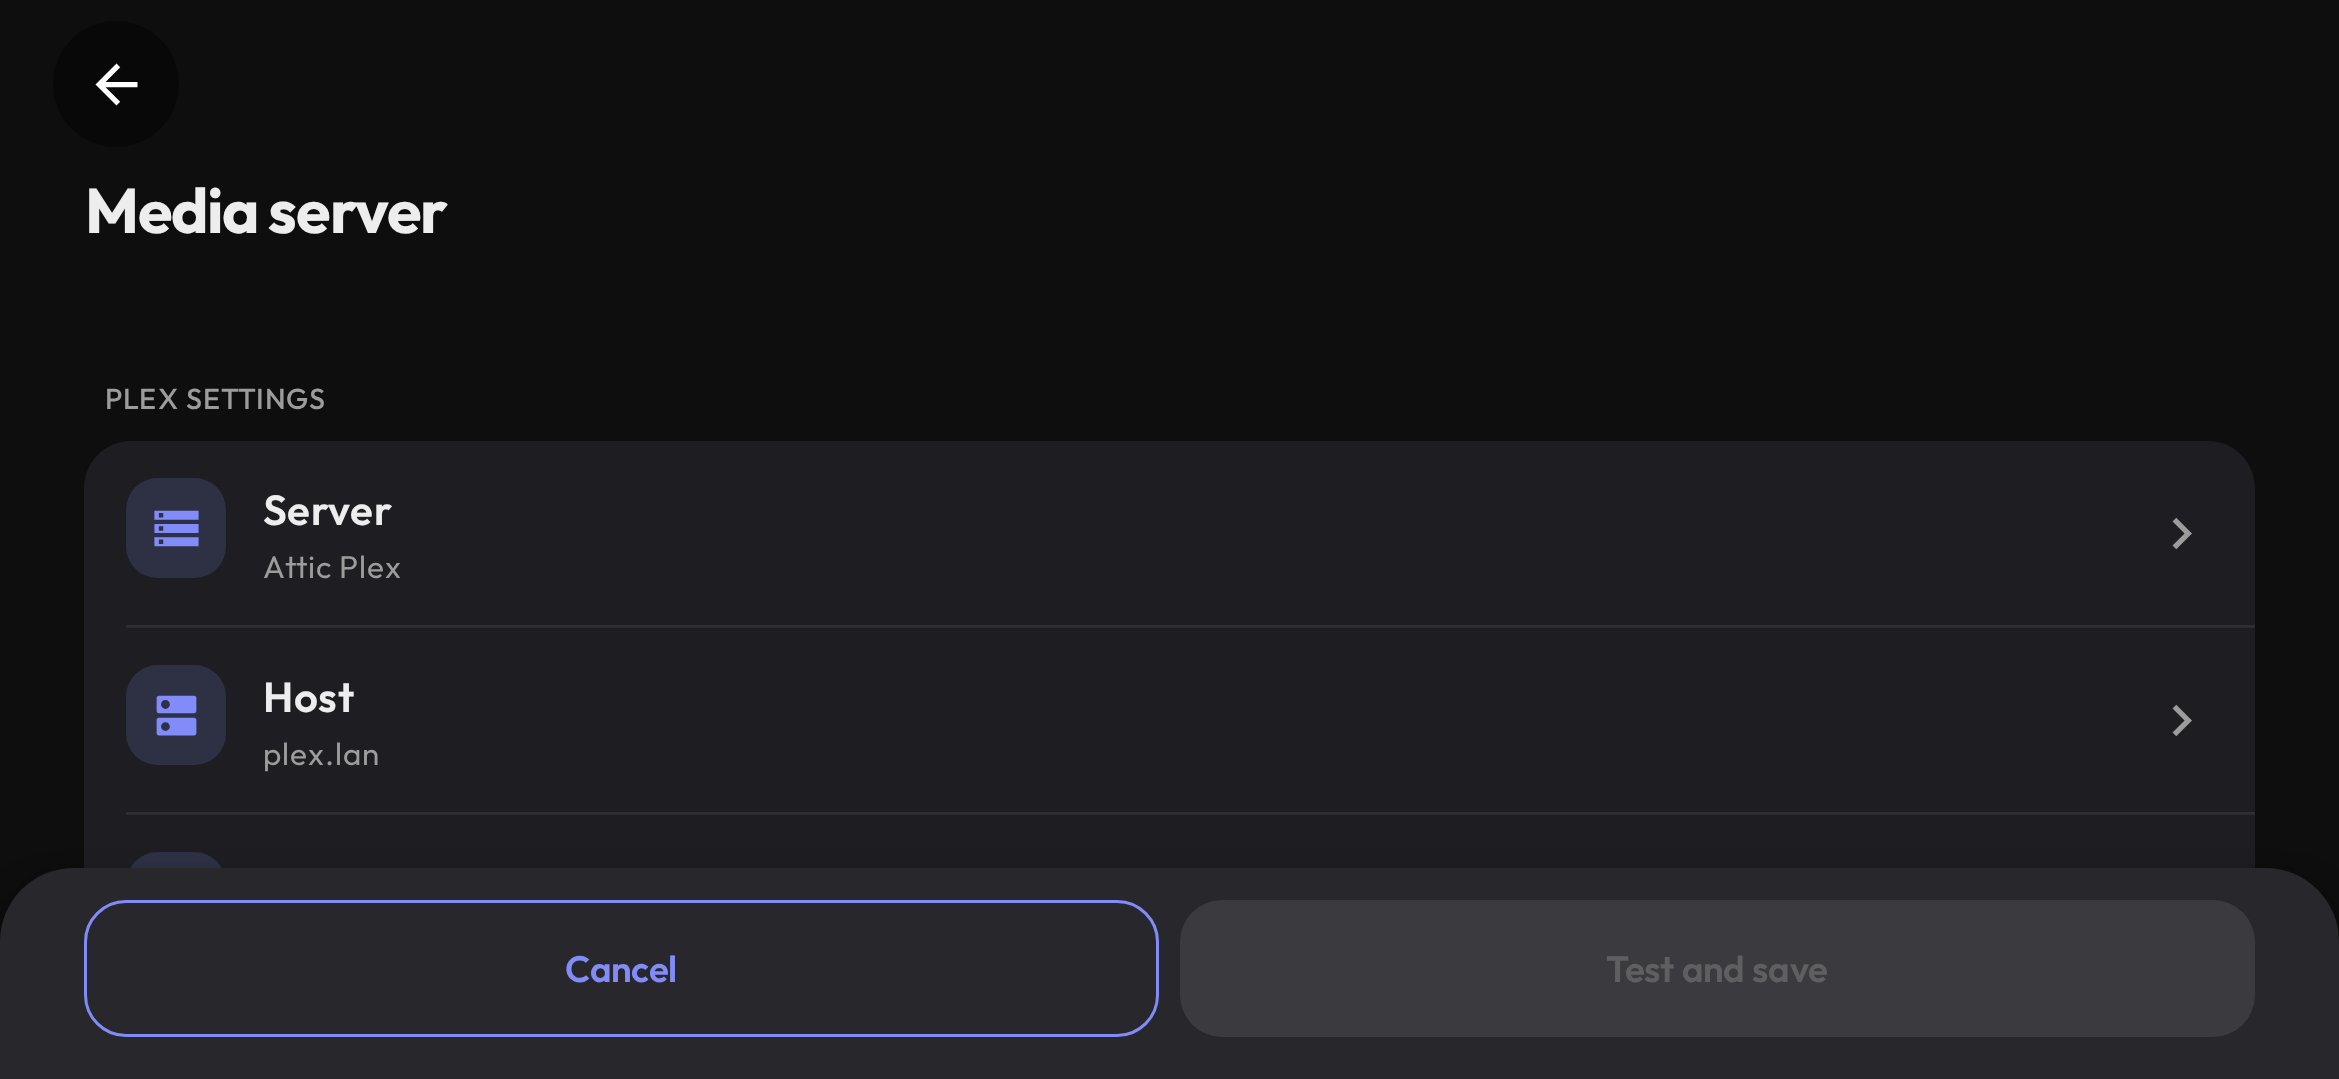 Media server
PLEX SETTINGS
Server
Attic Plex
Host
plex.lan
Cancel
Test and save